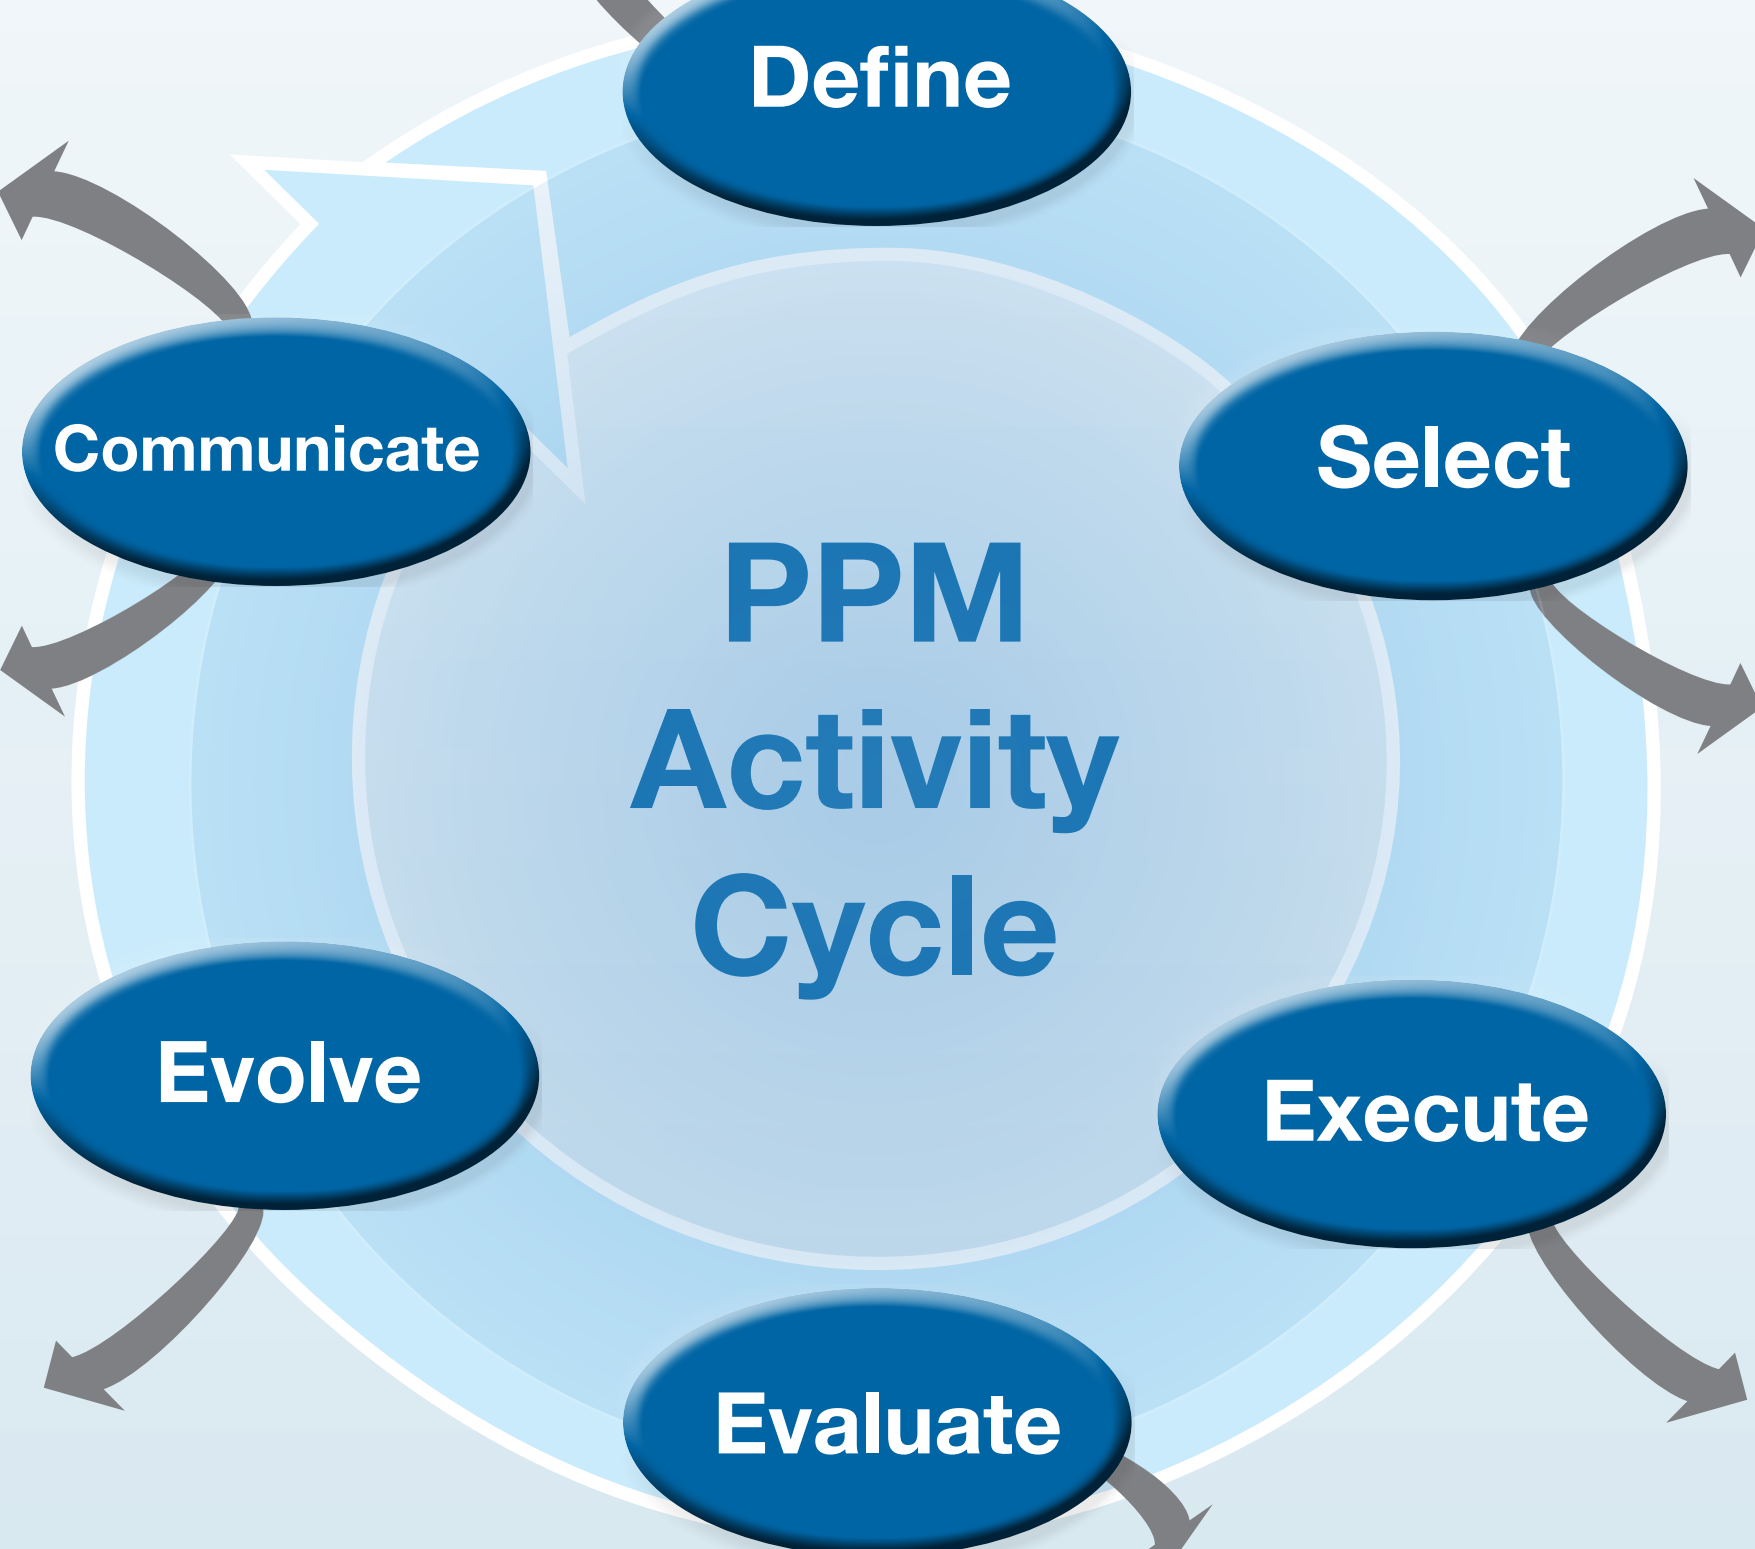 Define
Select
Execute
Evaluate
Evolve
Communicate
PPM
Activity
Cycle